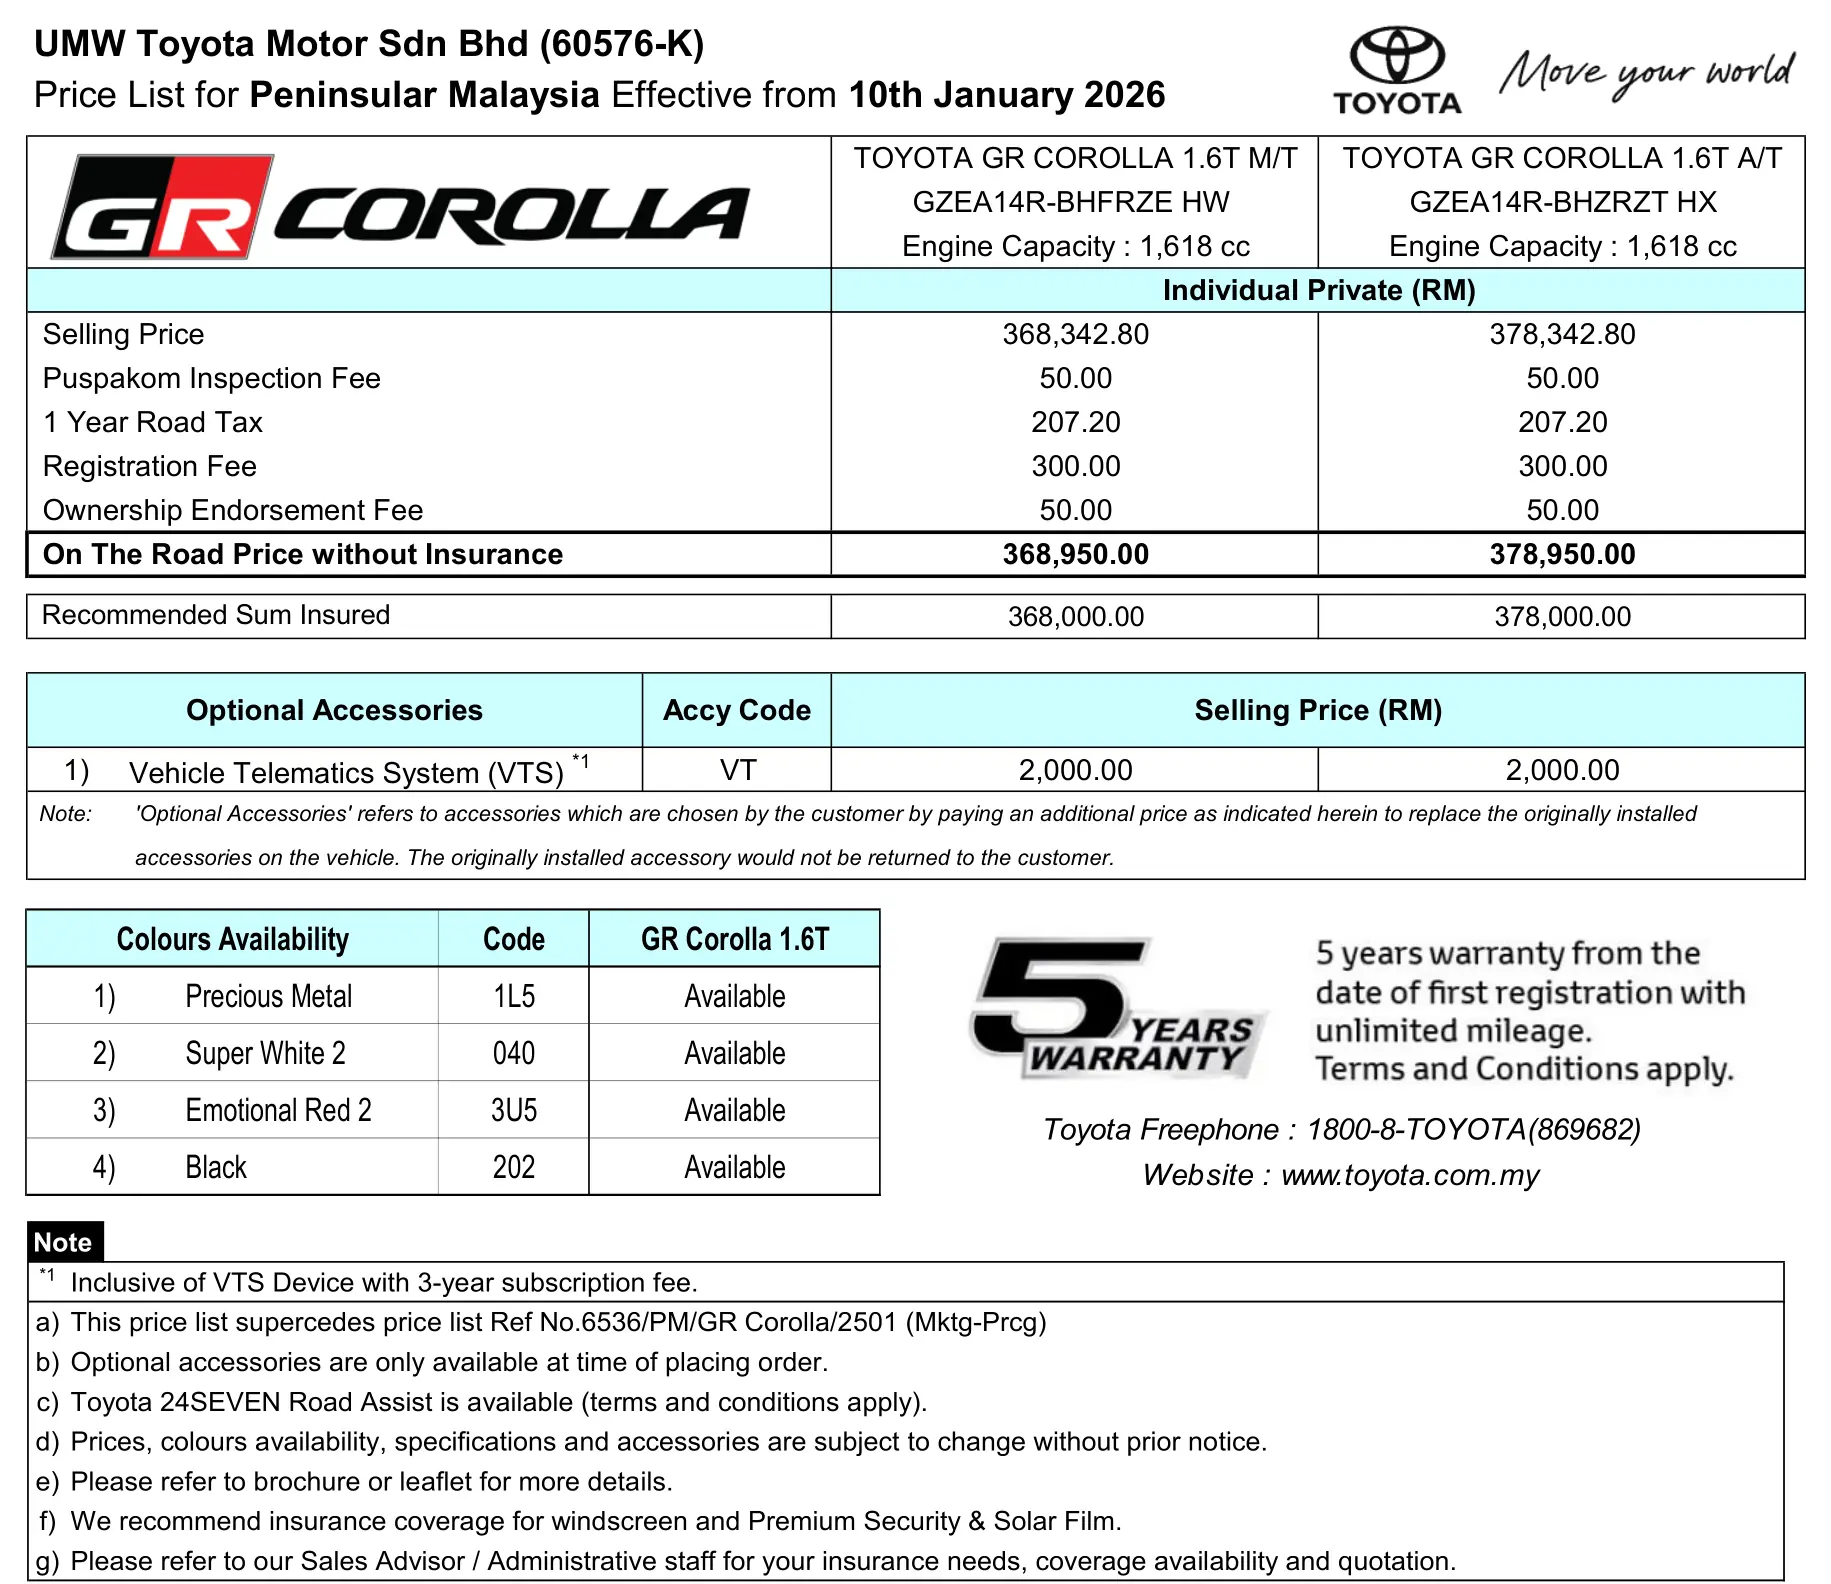 UMW Toyota Motor Sdn Bhd (60576-K)
Price List for Peninsular Malaysia Effective from 10th January 2026
TOYOTA
Move your world
GR COROLLA
TOYOTA GR COROLLA 1.6T M/T
GZEA14R-BHFRZE HW
Engine Capacity : 1,618 cc
TOYOTA GR COROLLA 1.6T A/T
GZEA14R-BHZRZT HX
Engine Capacity : 1,618 cc
Individual Private (RM)
Selling Price 368,342.80 378,342.80
Puspakom Inspection Fee 50.00 50.00
1 Year Road Tax 207.20 207.20
Registration Fee 300.00 300.00
Ownership Endorsement Fee 50.00 50.00
On The Road Price without Insurance 368,950.00 378,950.00
Recommended Sum Insured 368,000.00 378,000.00
Optional Accessories Accy Code Selling Price (RM)
1) Vehicle Telematics System (VTS) *1 VT 2,000.00 2,000.00
Note: 'Optional Accessories' refers to accessories which are chosen by the customer by paying an additional price as indicated herein to replace the originally installed
accessories on the vehicle. The originally installed accessory would not be returned to the customer.
Colours Availability Code GR Corolla 1.6T
1) Precious Metal 1L5 Available
2) Super White 2 040 Available
3) Emotional Red 2 3U5 Available
4) Black 202 Available
5 YEARS
WARRANTY
5 years warranty from the
date of first registration with
unlimited mileage.
Terms and Conditions apply.
Toyota Freephone : 1800-8-TOYOTA(869682)
Website : www.toyota.com.my
Note
*1 Inclusive of VTS Device with 3-year subscription fee.
a) This price list supercedes price list Ref No.6536/PM/GR Corolla/2501 (Mktg-Prcg)
b) Optional accessories are only available at time of placing order.
c) Toyota 24SEVEN Road Assist is available (terms and conditions apply).
d) Prices, colours availability, specifications and accessories are subject to change without prior notice.
e) Please refer to brochure or leaflet for more details.
f) We recommend insurance coverage for windscreen and Premium Security & Solar Film.
g) Please refer to our Sales Advisor / Administrative staff for your insurance needs, coverage availability and quotation.